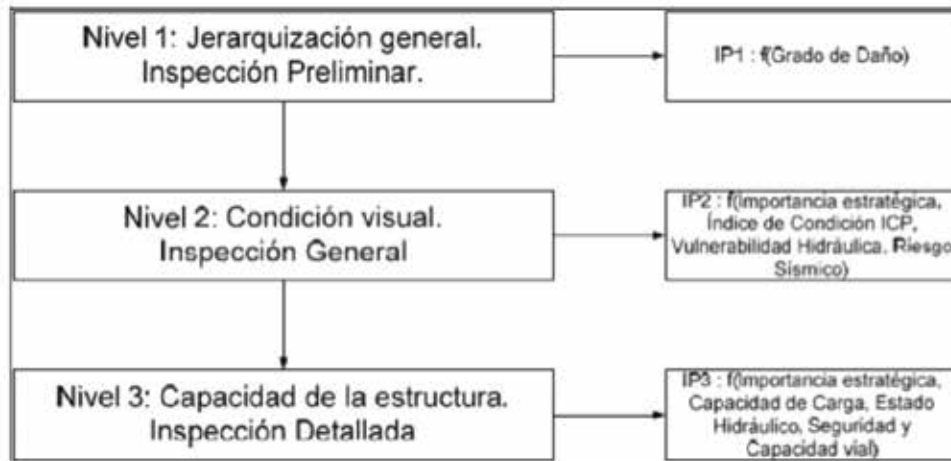 Nivel 1: Jerarquización general.
Inspección Preliminar.
IP1 : f(Grado de Daño)
Nivel 2: Condición visual.
Inspección General
IP2 : f(Importancia estratégica,
Índice de Condición ICP,
Vulnerabilidad Hidráulica. Riesgo
Sísmico)
Nivel 3: Capacidad de la estructura.
Inspección Detallada
IP3 : f(Importancia estratégica,
Capacidad de Carga, Estado
Hidráulico, Seguridad y
Capacidad vial)